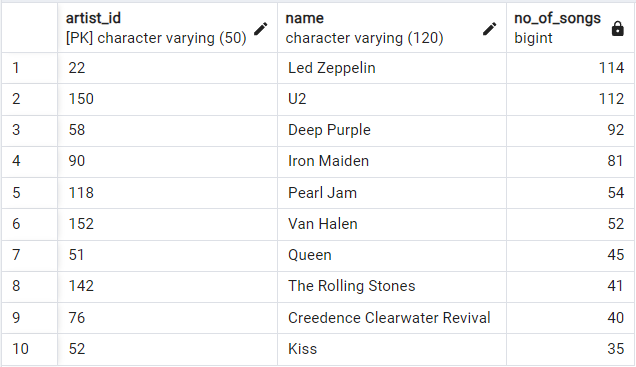 artist_id name no_of_songs
[PK] character varying (50) character varying (120) bigint
1 22 Led Zeppelin 114
2 150 U2 112
3 58 Deep Purple 92
4 90 Iron Maiden 81
5 118 Pearl Jam 54
6 152 Van Halen 52
7 51 Queen 45
8 142 The Rolling Stones 41
9 76 Creedence Clearwater Revival 40
10 52 Kiss 35